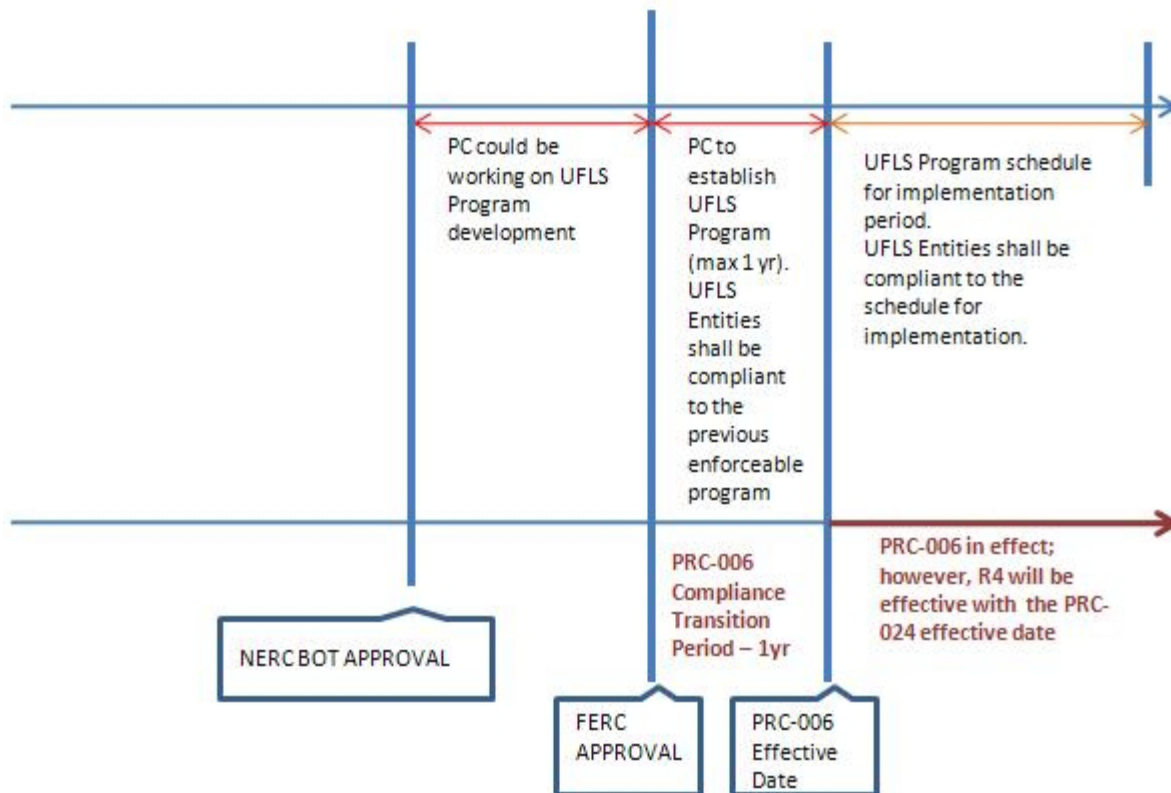 PC could be
working on UFLS
Program
development
PC to
establish
UFLS
Program
(max 1 yr).
UFLS
Entities
shall be
compliant
to the
previous
enforceable
program
UFLS Program schedule
for implementation
period.
UFLS Entities shall be
compliant to the
schedule for
implementation.
PRC-006
Compliance
Transition
Period – 1yr
PRC-006 in effect;
however, R4 will be
effective with the PRC-
024 effective date
NERC BOT APPROVAL
FERC
APPROVAL
PRC-006
Effective
Date